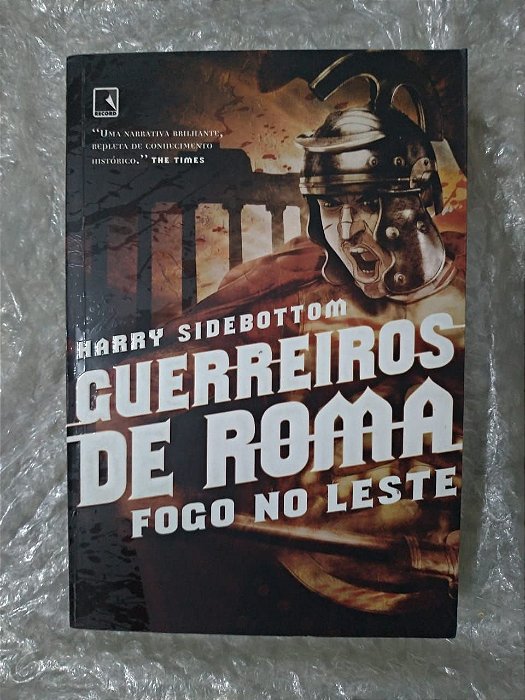 RECORD
“UMA NARRATIVA BRILHANTE,
REPLETA DE CONHECIMENTO
HISTÓRICO.” THE TIMES
HARRY SIDEBOTTOM
GUERREIROS
DE ROMA
FOGO NO LESTE